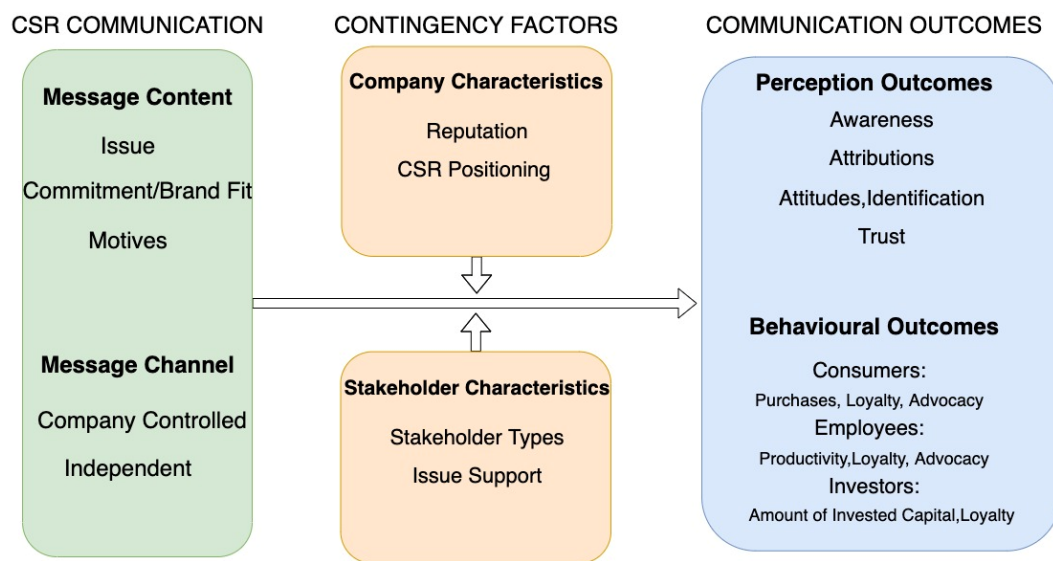 CSR COMMUNICATION
Message Content
Issue
Commitment/Brand Fit
Motives
Message Channel
Company Controlled
Independent
CONTINGENCY FACTORS
Company Characteristics
Reputation
CSR Positioning
Stakeholder Characteristics
Stakeholder Types
Issue Support
COMMUNICATION OUTCOMES
Perception Outcomes
Awareness
Attributions
Attitudes,Identification
Trust
Behavioural Outcomes
Consumers:
Purchases, Loyalty, Advocacy
Employees:
Productivity,Loyalty, Advocacy
Investors:
Amount of Invested Capital,Loyalty